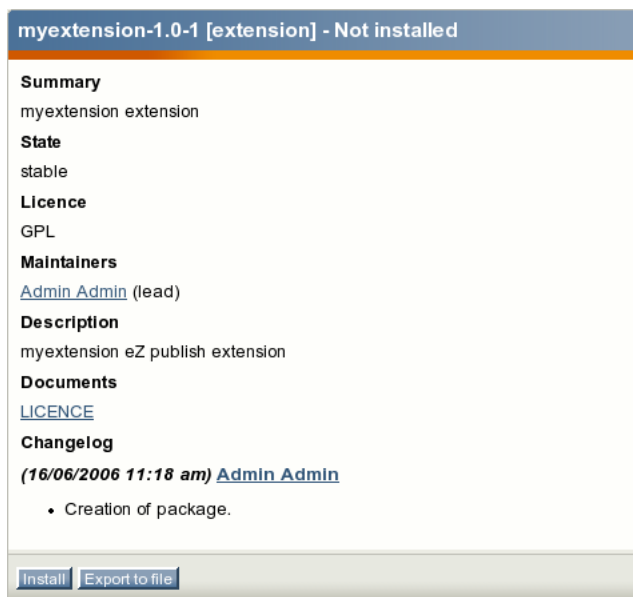 myextension-1.0-1 [extension] - Not installed
Summary
myextension extension
State
stable
Licence
GPL
Maintainers
Admin Admin (lead)
Description
myextension eZ publish extension
Documents
LICENCE
Changelog
(16/06/2006 11:18 am) Admin Admin
• Creation of package.
Install Export to file